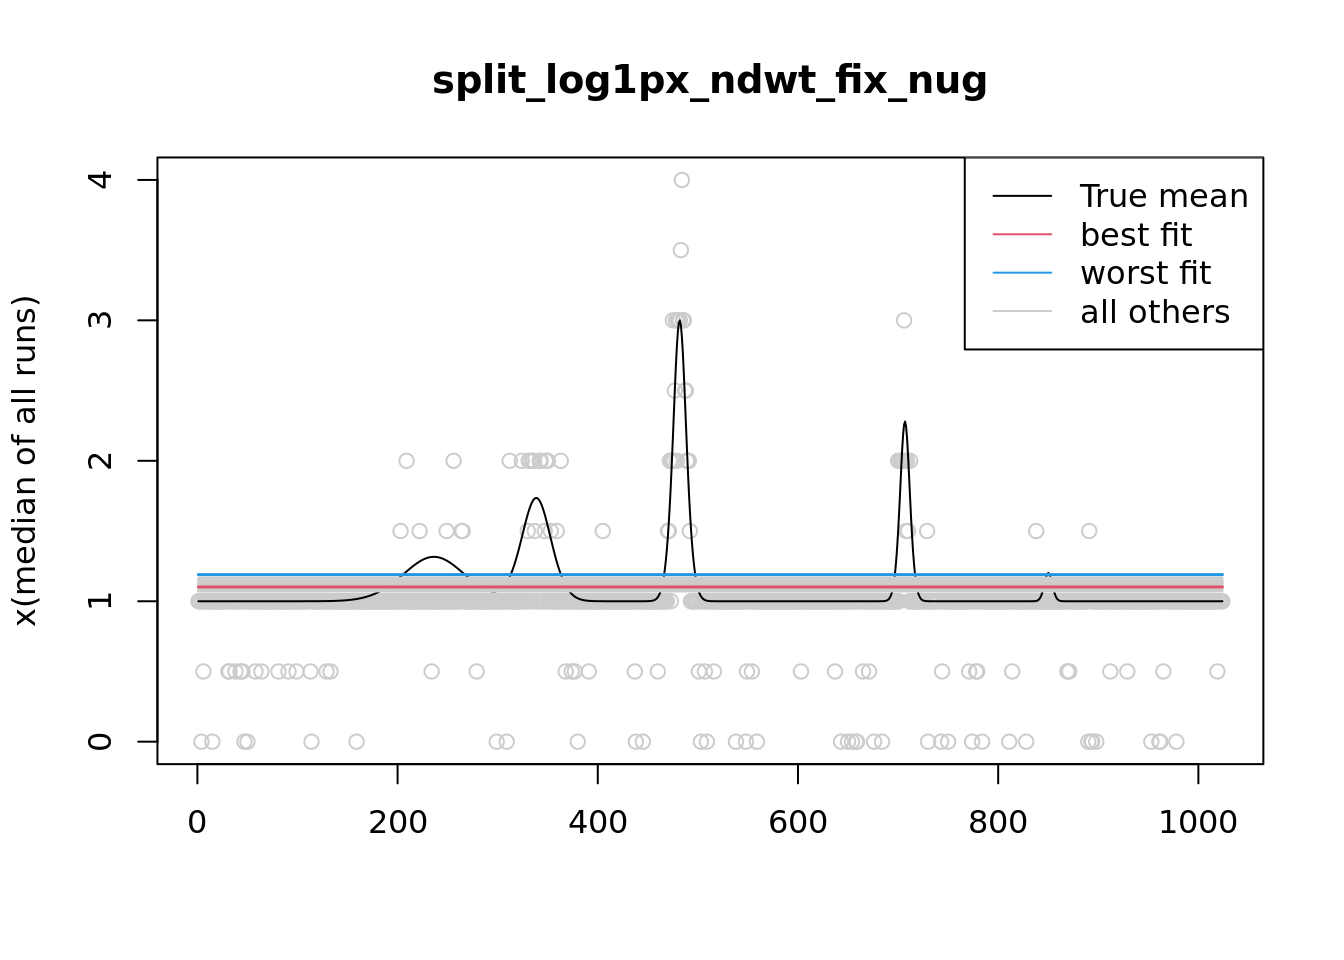 split_log1px_ndwt_fix_nug
x(median of all runs)
4
3
2
1
0
True mean
best fit
worst fit
all others
0 200 400 600 800 1000